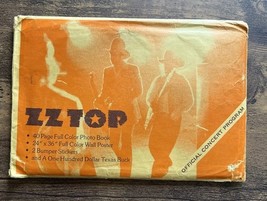 ZZ TOP
• 40 Page Full Color Photo Book
• 24" x 36" Full Color Wall Poster
• 2 Bumper Stickers
• and A One Hundred Dollar Texas Buck
OFFICIAL CONCERT PROGRAM